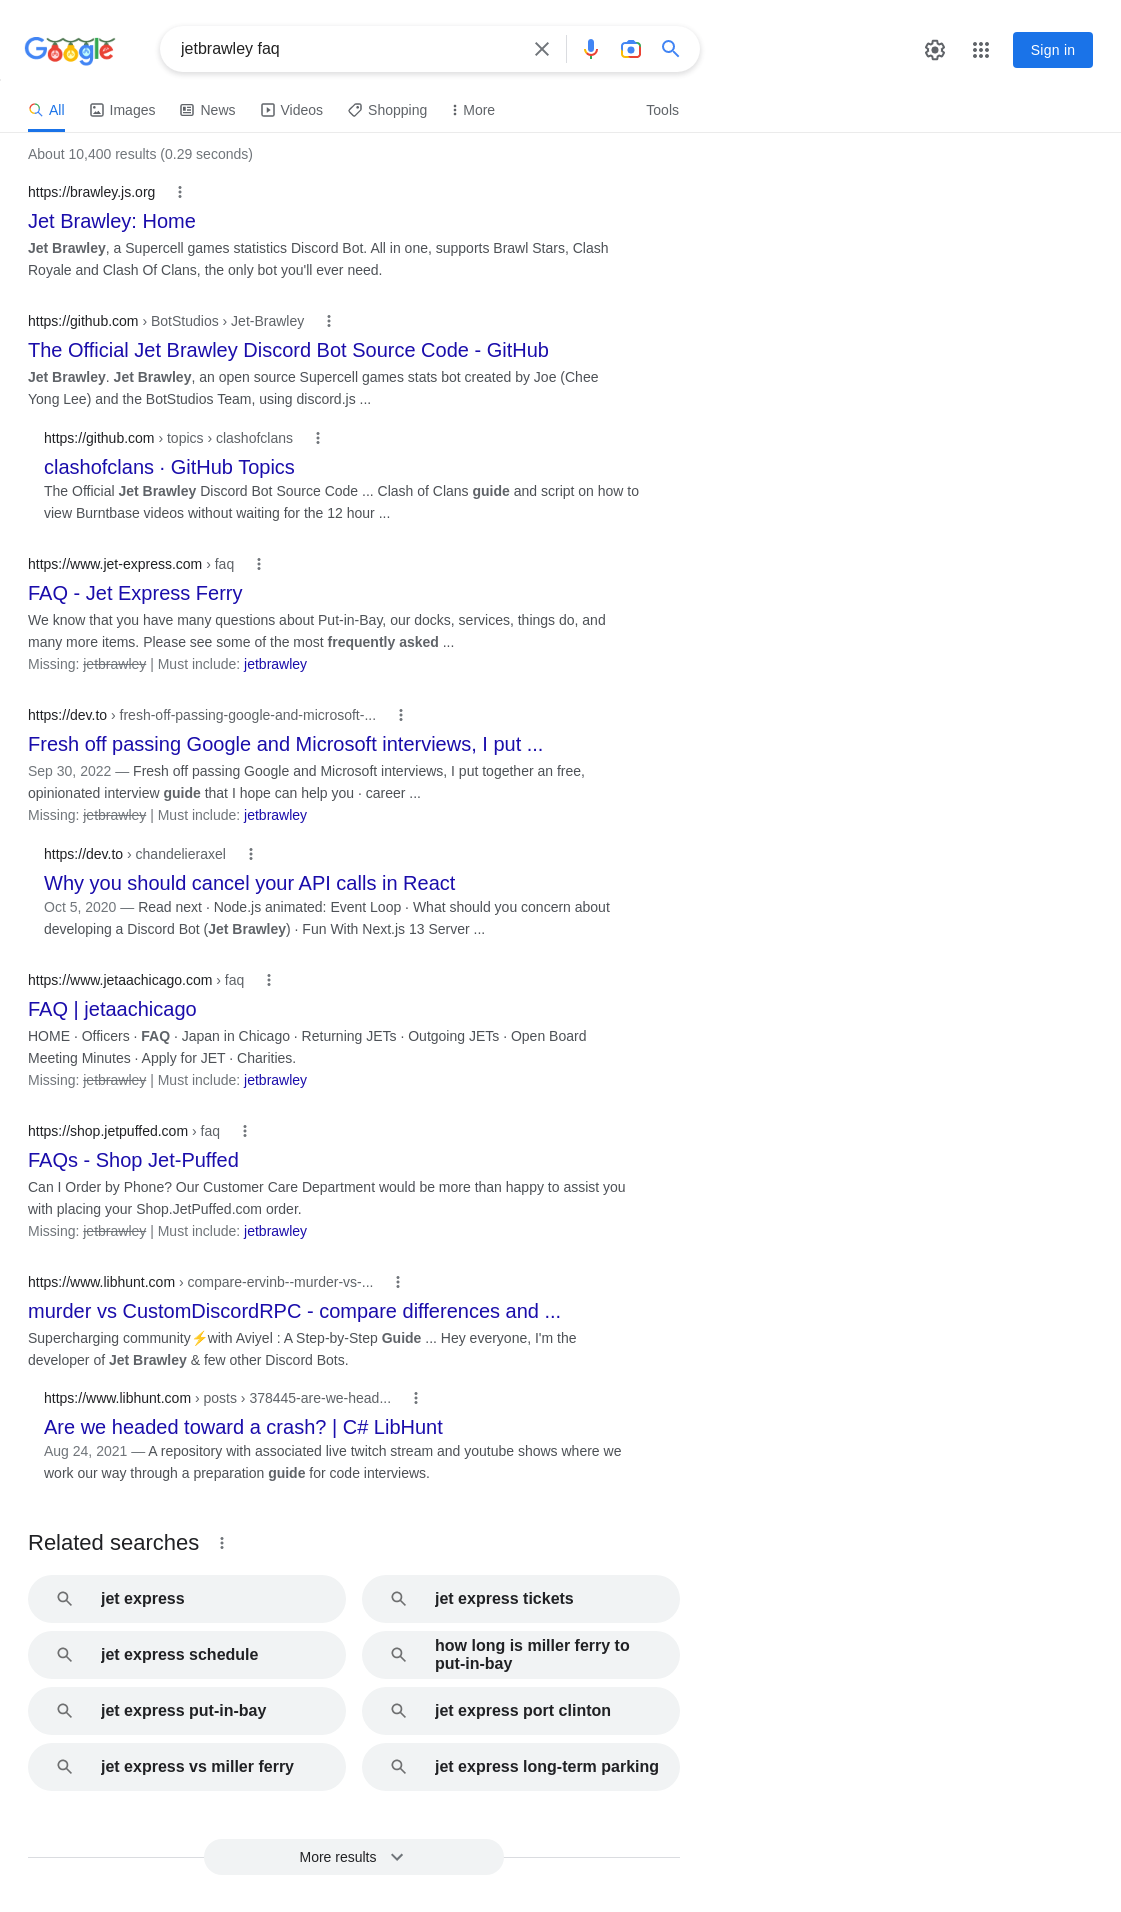 Google
jetbrawley faq
Sign in
All
Images
News
Videos
Shopping
More
Tools
About 10,400 results (0.29 seconds)
https://brawley.js.org
Jet Brawley: Home
Jet Brawley, a Supercell games statistics Discord Bot. All in one, supports Brawl Stars, Clash
Royale and Clash Of Clans, the only bot you'll ever need.
https://github.com › BotStudios › Jet-Brawley
The Official Jet Brawley Discord Bot Source Code - GitHub
Jet Brawley. Jet Brawley, an open source Supercell games stats bot created by Joe (Chee
Yong Lee) and the BotStudios Team, using discord.js ...
https://github.com › topics › clashofclans
clashofclans · GitHub Topics
The Official Jet Brawley Discord Bot Source Code ... Clash of Clans guide and script on how to
view Burntbase videos without waiting for the 12 hour ...
https://www.jet-express.com › faq
FAQ - Jet Express Ferry
We know that you have many questions about Put-in-Bay, our docks, services, things do, and
many more items. Please see some of the most frequently asked ...
Missing: jetbrawley | Must include: jetbrawley
https://dev.to › fresh-off-passing-google-and-microsoft-...
Fresh off passing Google and Microsoft interviews, I put ...
Sep 30, 2022 — Fresh off passing Google and Microsoft interviews, I put together an free,
opinionated interview guide that I hope can help you · career ...
Missing: jetbrawley | Must include: jetbrawley
https://dev.to › chandelieraxel
Why you should cancel your API calls in React
Oct 5, 2020 — Read next · Node.js animated: Event Loop · What should you concern about
developing a Discord Bot (Jet Brawley) · Fun With Next.js 13 Server ...
https://www.jetaachicago.com › faq
FAQ | jetaachicago
HOME · Officers · FAQ · Japan in Chicago · Returning JETs · Outgoing JETs · Open Board
Meeting Minutes · Apply for JET · Charities.
Missing: jetbrawley | Must include: jetbrawley
https://shop.jetpuffed.com › faq
FAQs - Shop Jet-Puffed
Can I Order by Phone? Our Customer Care Department would be more than happy to assist you
with placing your Shop.JetPuffed.com order.
Missing: jetbrawley | Must include: jetbrawley
https://www.libhunt.com › compare-ervinb--murder-vs-...
murder vs CustomDiscordRPC - compare differences and ...
Supercharging community⚡with Aviyel : A Step-by-Step Guide ... Hey everyone, I'm the
developer of Jet Brawley & few other Discord Bots.
https://www.libhunt.com › posts › 378445-are-we-head...
Are we headed toward a crash? | C# LibHunt
Aug 24, 2021 — A repository with associated live twitch stream and youtube shows where we
work our way through a preparation guide for code interviews.
Related searches
jet express
jet express tickets
jet express schedule
how long is miller ferry to
put-in-bay
jet express put-in-bay
jet express port clinton
jet express vs miller ferry
jet express long-term parking
More results